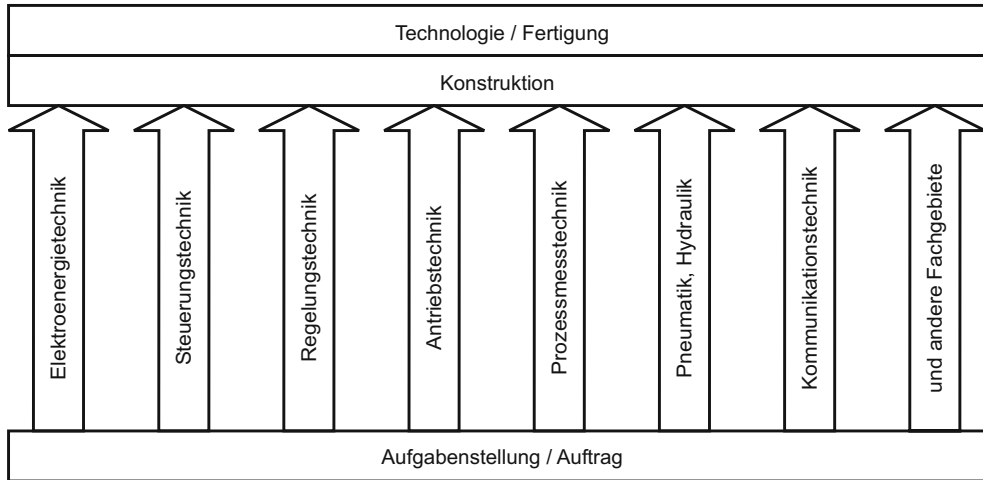 Technologie / Fertigung
Konstruktion
Elektroenergietechnik
Steuerungstechnik
Regelungstechnik
Antriebstechnik
Prozessmesstechnik
Pneumatik, Hydraulik
Kommunikationstechnik
und andere Fachgebiete
Aufgabenstellung / Auftrag